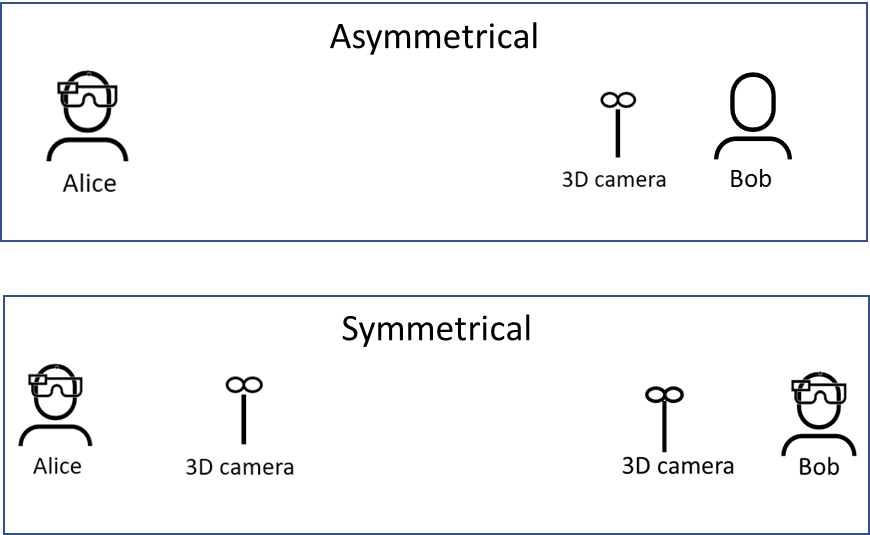 Asymmetrical
Alice
3D camera
Bob
Symmetrical
Alice
3D camera
3D camera
Bob